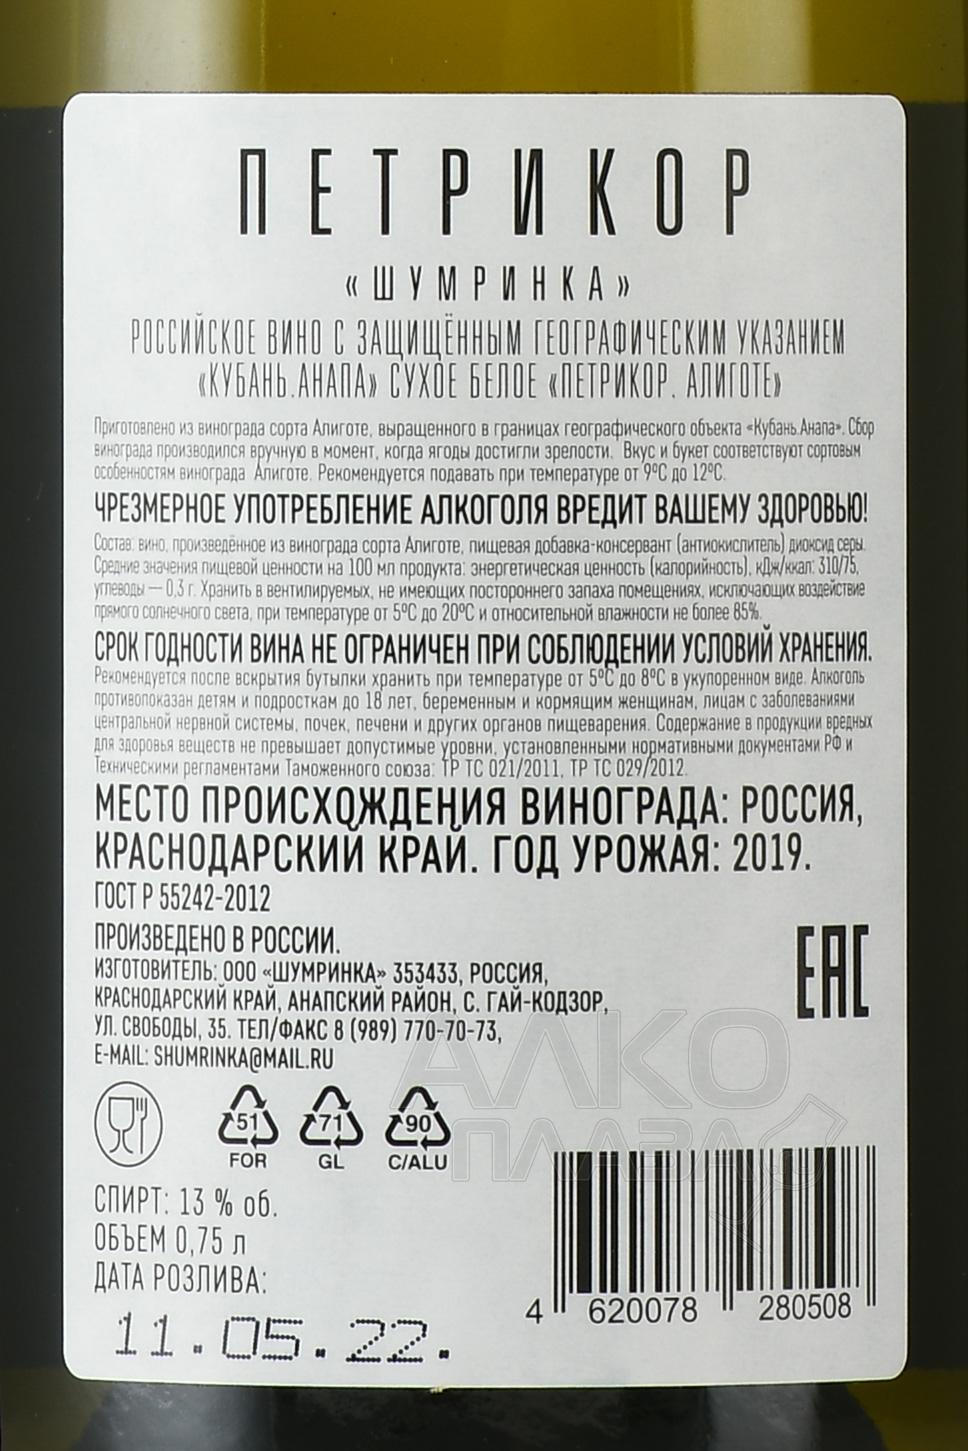 ПЕТРИКОР
«ШУМРИНКА»
РОССИЙСКОЕ ВИНО С ЗАЩИЩЁННЫМ ГЕОГРАФИЧЕСКИМ УКАЗАНИЕМ
«КУБАНЬ.АНАПА» СУХОЕ БЕЛОЕ «ПЕТРИКОР. АЛИГОТЕ»
Приготовлено из винограда сорта Алиготе, выращенного в границах географического объекта «Кубань.Анапа». Сбор
винограда производился вручную в момент, когда ягоды достигли зрелости. Вкус и букет соответствуют сортовым
особенностям винограда Алиготе. Рекомендуется подавать при температуре от 9°C до 12°C.
ЧРЕЗМЕРНОЕ УПОТРЕБЛЕНИЕ АЛКОГОЛЯ ВРЕДИТ ВАШЕМУ ЗДОРОВЬЮ!
Состав: вино, произведённое из винограда сорта Алиготе, пищевая добавка-консервант (антиокислитель) диоксид серы.
Средние значения пищевой ценности на 100 мл продукта: энергетическая ценность (калорийность), кДж/ккал: 310/75,
углеводы — 0,3 г. Хранить в вентилируемых, не имеющих постороннего запаха помещениях, исключающих воздействие
прямого солнечного света, при температуре от 5°C до 20°C и относительной влажности не более 85%.
СРОК ГОДНОСТИ ВИНА НЕ ОГРАНИЧЕН ПРИ СОБЛЮДЕНИИ УСЛОВИЙ ХРАНЕНИЯ.
Рекомендуется после вскрытия бутылки хранить при температуре от 5°C до 8°C в укупоренном виде. Алкоголь
противопоказан детям и подросткам до 18 лет, беременным и кормящим женщинам, лицам с заболеваниями
центральной нервной системы, почек, печени и других органов пищеварения. Содержание в продукции вредных
для здоровья веществ не превышает допустимые уровни, установленными нормативными документами РФ и
Техническими регламентами Таможенного союза: ТР ТС 021/2011, ТР ТС 029/2012.
МЕСТО ПРОИСХОЖДЕНИЯ ВИНОГРАДА: РОССИЯ,
КРАСНОДАРСКИЙ КРАЙ. ГОД УРОЖАЯ: 2019.
ГОСТ Р 55242-2012
ПРОИЗВЕДЕНО В РОССИИ.
ИЗГОТОВИТЕЛЬ: ООО «ШУМРИНКА» 353433, РОССИЯ,
КРАСНОДАРСКИЙ КРАЙ, АНАПСКИЙ РАЙОН, С. ГАЙ-КОДЗОР,
УЛ. СВОБОДЫ, 35. ТЕЛ/ФАКС 8 (989) 770-70-73,
E-MAIL: SHUMRINKA@MAIL.RU
EAC
АЛКО
ПЛАЗА
51 71 90
FOR GL C/ALU
СПИРТ: 13 % об.
ОБЪЕМ 0,75 л
ДАТА РОЗЛИВА:
11.05.22.
4 620078 280508